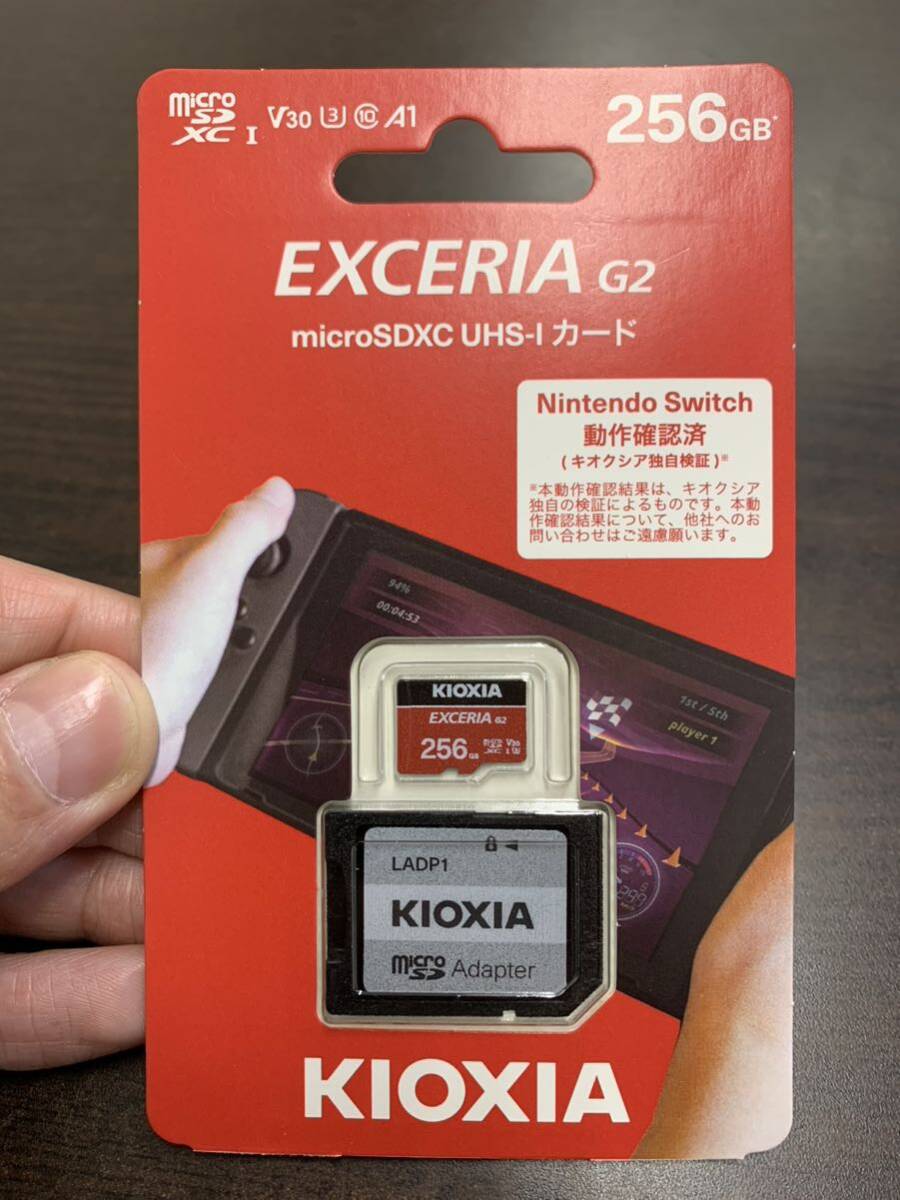 micro SD XC I V30 U3 10 A1 256GB*
EXCERIA G2
microSDXC UHS-I カード
Nintendo Switch
動作確認済
(キオクシア独自検証)※
※本動作確認結果は、キオクシア
独自の検証によるものです。本動
作確認結果について、他社へのお
問い合わせはご遠慮願います。
94%
00:04:53
1st / 5th
player 1
KIOXIA
EXCERIA G2
256GB micro SD XC I V30 U3
LADP1
KIOXIA
micro SD Adapter
KIOXIA